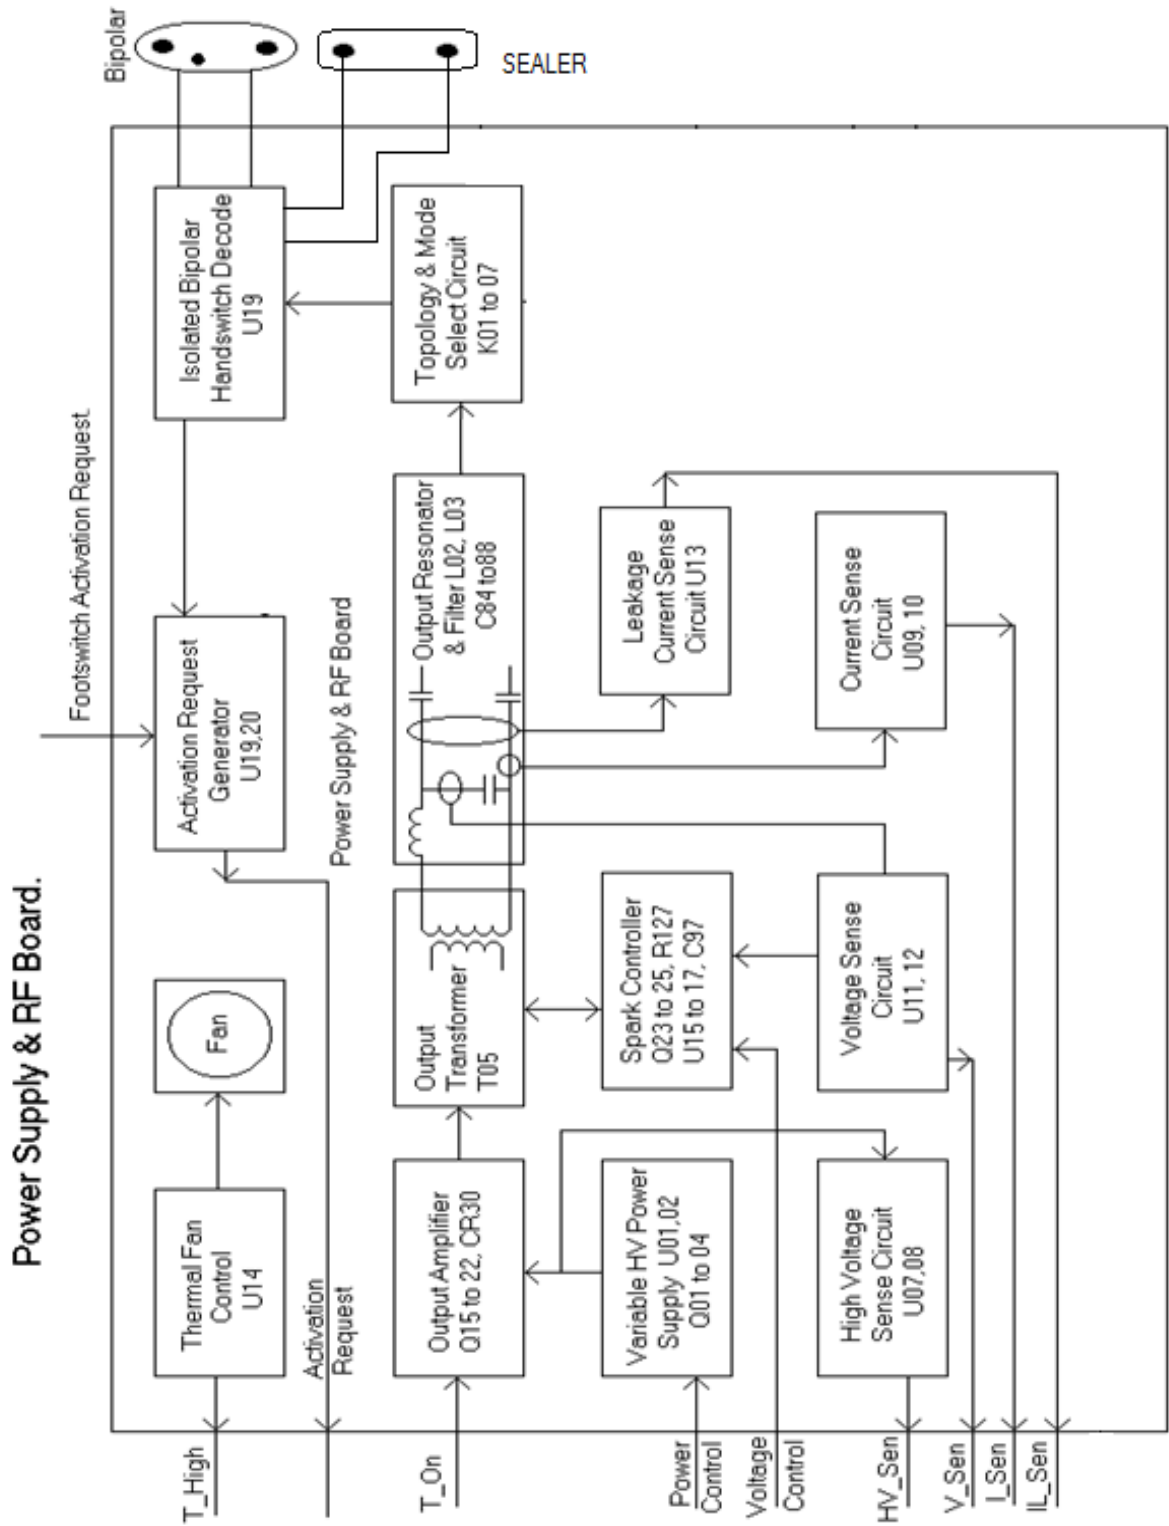 Power Supply & RF Board.
Footswitch Activation Request.
Bipolar
SEALER
Thermal Fan
Control
U14
Fan
Activation Request
Generator
U19,20
Isolated Bipolar
Handswitch Decode
U19
T_High
Activation
Request
Power Supply & RF Board
T_On
Output Amplifier
Q15 to 22, CR30
Output
Transformer
T05
Output Resonator
& Filter L02, L03
C84 to88
Topology & Mode
Select Circuit
K01 to 07
Power
Control
Voltage
Control
Variable HV Power
Supply U01,02
Q01 to 04
Spark Controller
Q23 to 25, R127
U15 to 17, C97
Leakage
Current Sense
Circuit U13
HV_Sen
V_Sen
I_Sen
IL_Sen
High Voltage
Sense Circuit
U07,08
Voltage Sense
Circuit
U11, 12
Current Sense
Circuit
U09, 10